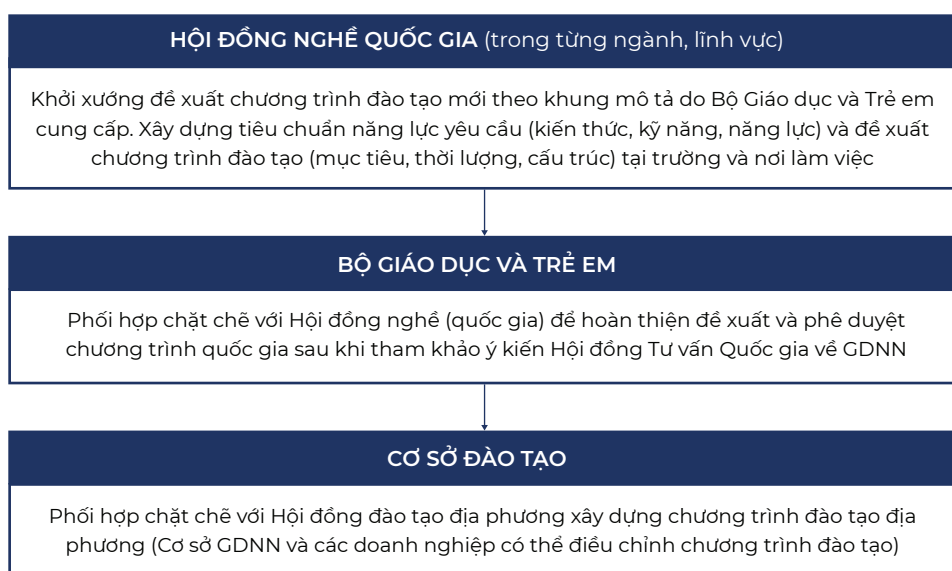 HỘI ĐỒNG NGHỀ QUỐC GIA (trong từng ngành, lĩnh vực)
Khởi xướng đề xuất chương trình đào tạo mới theo khung mô tả do Bộ Giáo dục và Trẻ em
cung cấp. Xây dựng tiêu chuẩn năng lực yêu cầu (kiến thức, kỹ năng, năng lực) và đề xuất
chương trình đào tạo (mục tiêu, thời lượng, cấu trúc) tại trường và nơi làm việc
BỘ GIÁO DỤC VÀ TRẺ EM
Phối hợp chặt chẽ với Hội đồng nghề (quốc gia) để hoàn thiện đề xuất và phê duyệt
chương trình quốc gia sau khi tham khảo ý kiến Hội đồng Tư vấn Quốc gia về GDNN
CƠ SỞ ĐÀO TẠO
Phối hợp chặt chẽ với Hội đồng đào tạo địa phương xây dựng chương trình đào tạo địa
phương (Cơ sở GDNN và các doanh nghiệp có thể điều chỉnh chương trình đào tạo)